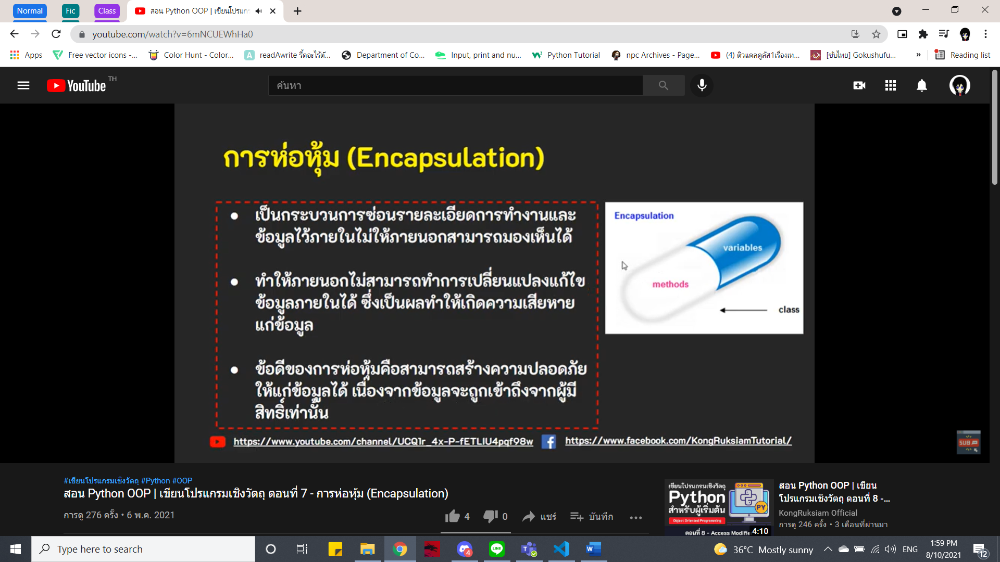 Normal
Fic
Class
สอน Python OOP | เขียนโปรแกร
youtube.com/watch?v=6mNCUEWhHa0
Apps
Free vector icons -...
Color Hunt - Color...
readAwrite รี้ดอะไร้ต์...
Department of Co...
Input, print and nu...
Python Tutorial
npc Archives - Page...
(4) ติวแคลคูลัส1เรื่องเท...
[ซับไทย] Gokushufu...
»
Reading list
YouTube TH
ค้นหา
การห่อหุ้ม (Encapsulation)
● เป็นกระบวนการซ่อนรายละเอียดการทำงานและ
ข้อมูลไว้ภายในไม่ให้ภายนอกสามารถมองเห็นได้
● ทำให้ภายนอกไม่สามารถทำการเปลี่ยนแปลงแก้ไข
ข้อมูลภายในได้ ซึ่งเป็นผลทำให้เกิดความเสียหาย
แก่ข้อมูล
● ข้อดีของการห่อหุ้มคือสามารถสร้างความปลอดภัย
ให้แก่ข้อมูลได้ เนื่องจากข้อมูลจะถูกเข้าถึงจากผู้มี
สิทธิ์เท่านั้น
Encapsulation
variables
methods
class
https://www.youtube.com/channel/UCQ1r_4x-P-fETLIU4pqf98w
https://www.facebook.com/KongRuksiamTutorial/
SUB
#เขียนโปรแกรมเชิงวัตถุ #Python #OOP
สอน Python OOP | เขียนโปรแกรมเชิงวัตถุ ตอนที่ 7 - การห่อหุ้ม (Encapsulation)
การดู 276 ครั้ง • 6 พ.ค. 2021
4
0
แชร์
บันทึก
เขียนโปรแกรมเชิงวัตถุ
Python
สำหรับผู้เริ่มต้น
Object Oriented Programming
ตอนที่ 8 - Access Modifie
PY
4:10
สอน Python OOP | เขียน
โปรแกรมเชิงวัตถุ ตอนที่ 8 -...
KongRuksiam Official
การดู 246 ครั้ง • 3 เดือนที่ผ่านมา
Type here to search
4
LINE
36°C Mostly sunny
ENG
1:59 PM
8/10/2021
12